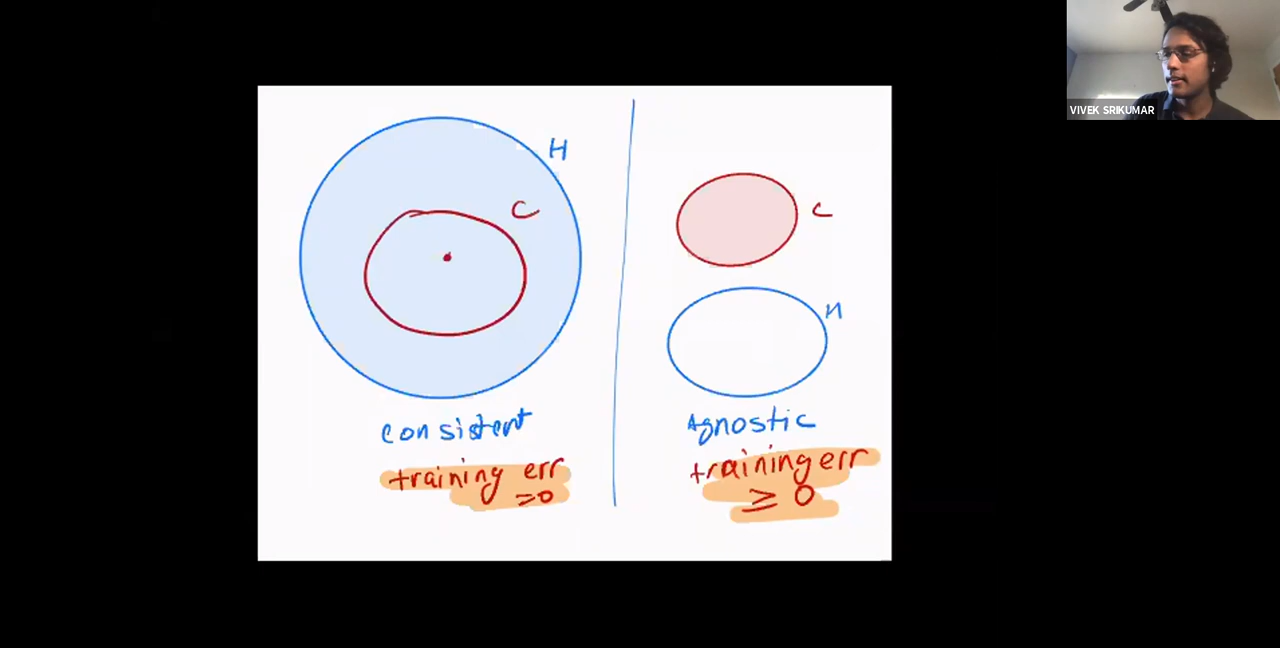 H
C
consistent
training err
=0
C
H
Agnostic
training err
≥ 0
VIVEK SRIKUMAR